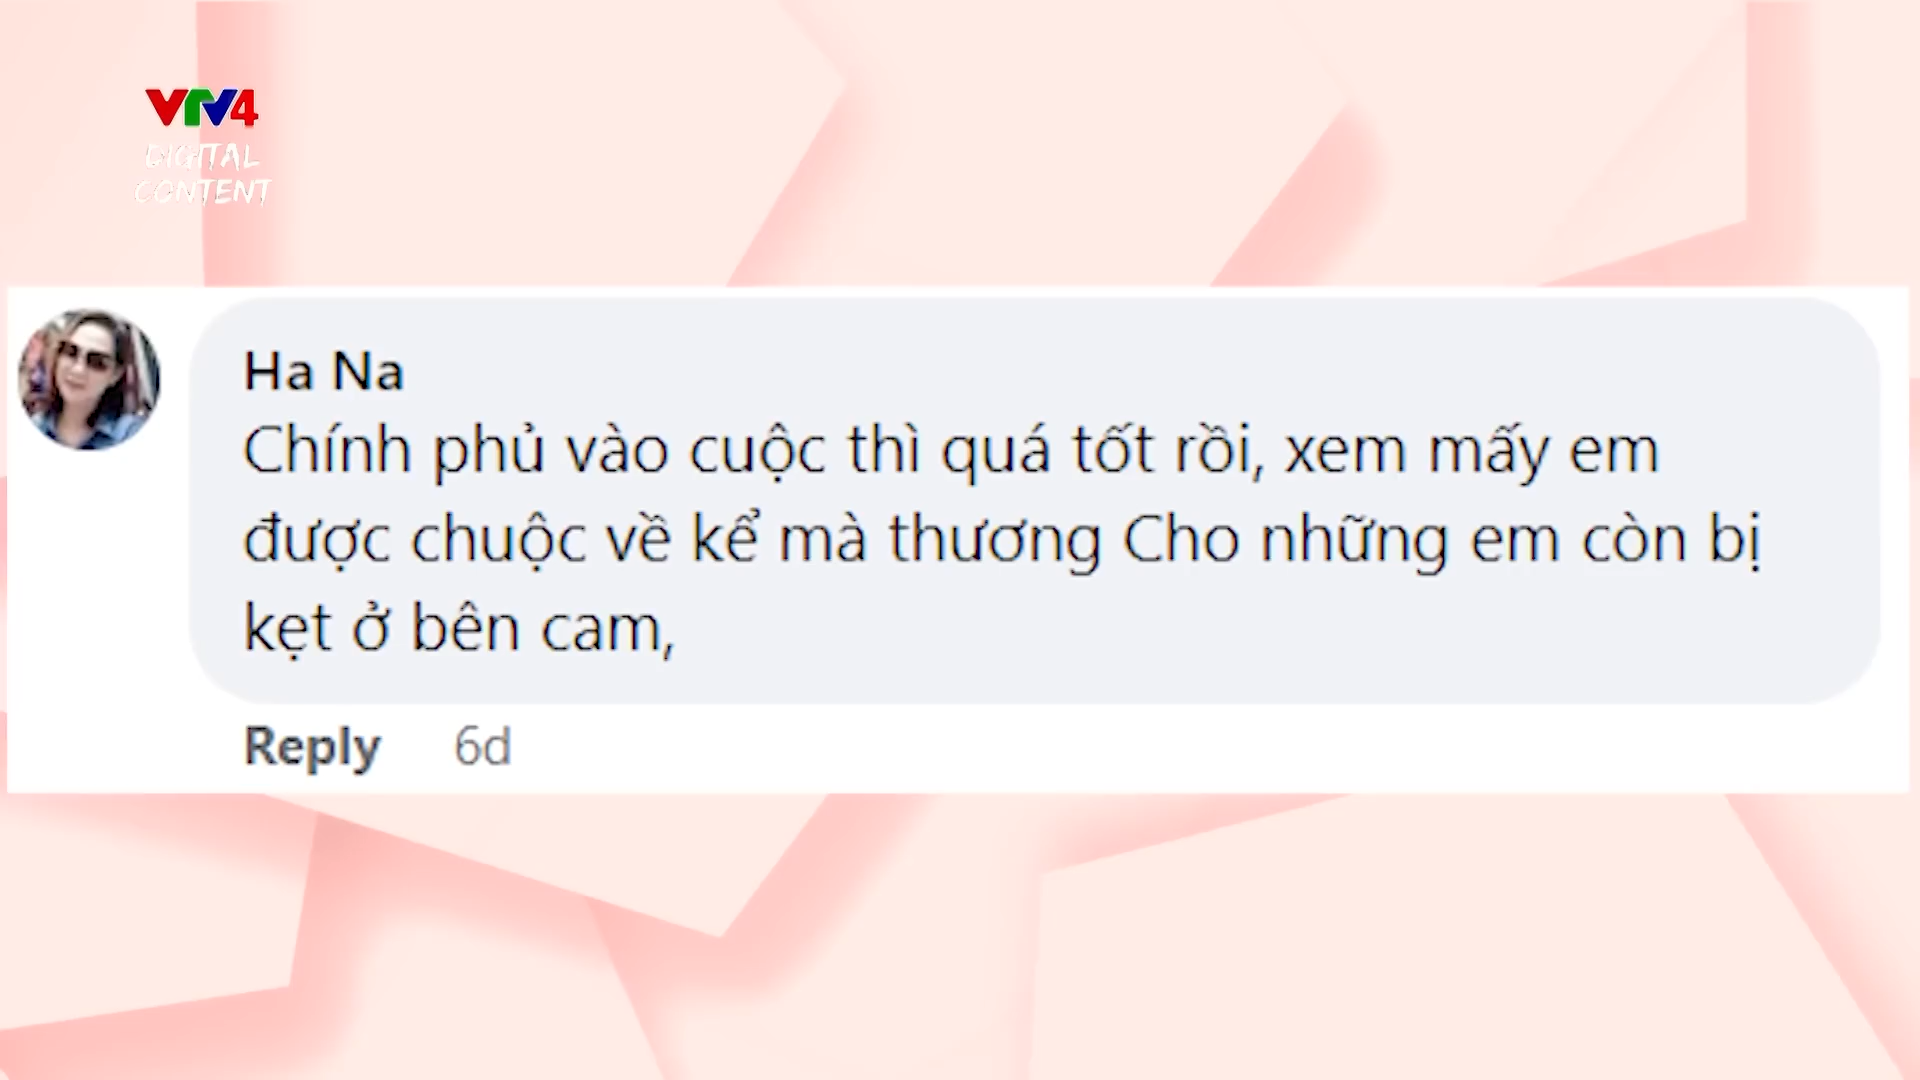 VTV4
DIGITAL
CONTENT
Ha Na
Chính phủ vào cuộc thì quá tốt rồi, xem mấy em
được chuộc về kể mà thương Cho những em còn bị
kẹt ở bên cam,
Reply 6d